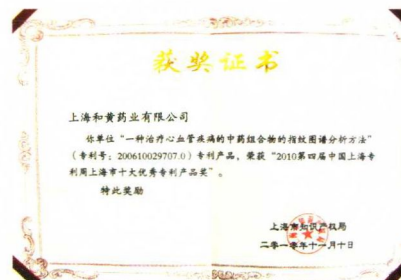 获奖证书
上海和黄药业有限公司
你单位“一种治疗心血管疾病的中药组合物的指纹图谱分析方法”
（专利号：200610029707.0）专利产品，荣获“2010第四届中国上海专
利周上海市十大优秀专利产品奖”。
特此奖励
上海市知识产权局
二零一零年十一月十日